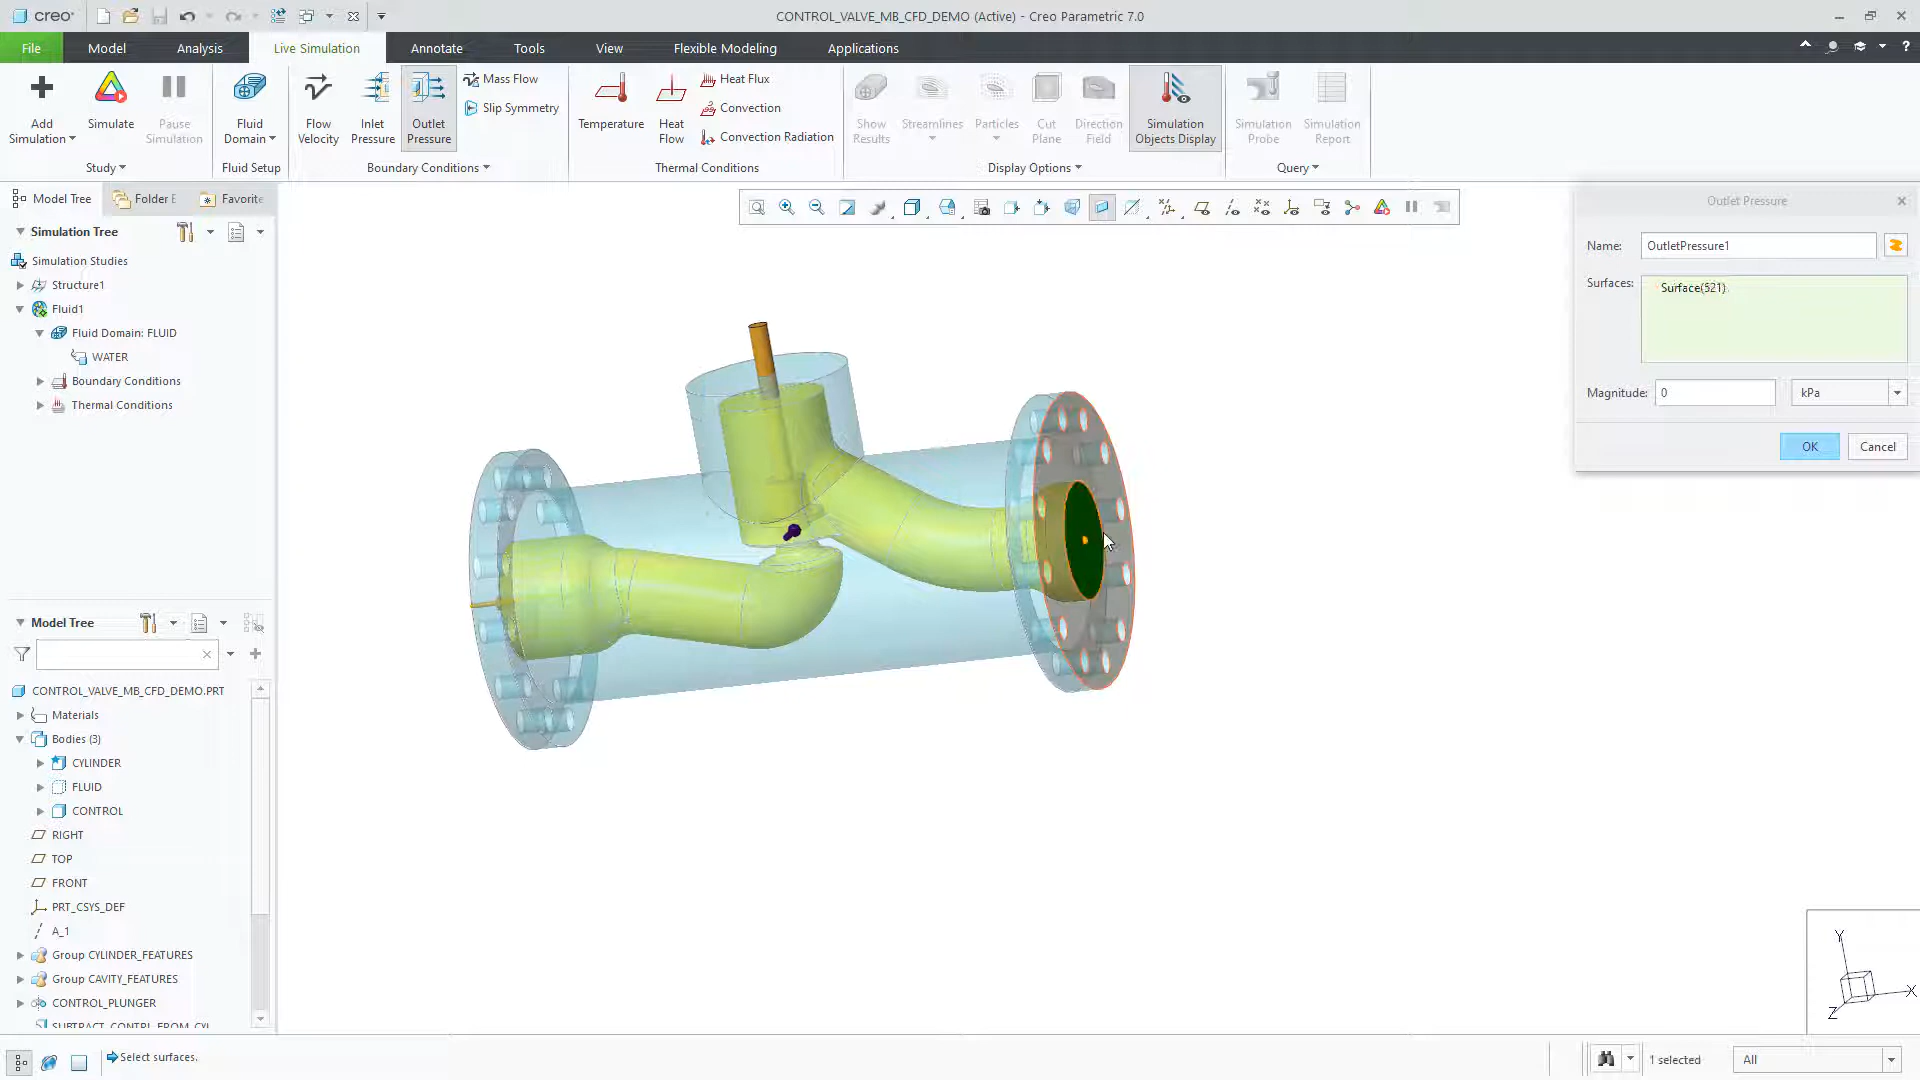 creo
CONTROL_VALVE_MB_CFD_DEMO (Active) - Creo Parametric 7.0
File
Model
Analysis
Live Simulation
Annotate
Tools
View
Flexible Modeling
Applications
Add Simulation
Simulate
Pause Simulation
Study
Fluid Domain
Fluid Setup
Flow Velocity
Inlet Pressure
Outlet Pressure
Mass Flow
Slip Symmetry
Boundary Conditions
Temperature
Heat Flow
Heat Flux
Convection
Convection Radiation
Thermal Conditions
Show Results
Streamlines
Particles
Cut Plane
Direction Field
Simulation Objects Display
Display Options
Simulation Probe
Simulation Report
Query
Model Tree
Folder E
Favorite
Simulation Tree
Simulation Studies
Structure1
Fluid1
Fluid Domain: FLUID
WATER
Boundary Conditions
Thermal Conditions
Model Tree
CONTROL_VALVE_MB_CFD_DEMO.PRT
Materials
Bodies (3)
CYLINDER
FLUID
CONTROL
RIGHT
TOP
FRONT
PRT_CSYS_DEF
A_1
Group CYLINDER_FEATURES
Group CAVITY_FEATURES
CONTROL_PLUNGER
SUBTRACT_CONTRL_FROM_CYL
Outlet Pressure
Name: OutletPressure1
Surfaces: Surface(521)
Magnitude: 0 kPa
OK
Cancel
Y
X
Z
Select surfaces.
1 selected
All